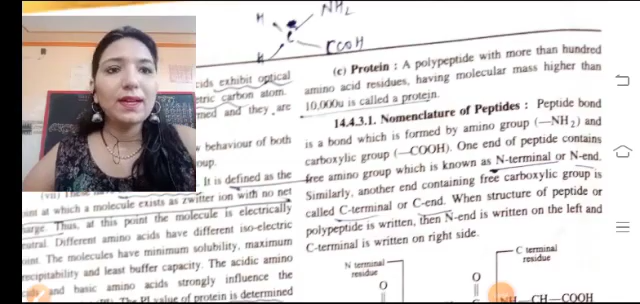 H
NH2
C
COOH
H
cids exhibit optical
etric carbon atom.
med and they are
w behaviour of both
oup.
It is defined as the
int at which a molecule exists as zwitter ion with no net
harge. Thus, at this point the molecule is electrically
eutral. Different amino acids have different iso-electric
oint. The molecules have minimum solubility, maximum
recipitability and least buffer capacity. The acidic amino
and basic amino acids strongly influence the
The PI value of protein is determined
(c) Protein : A polypeptide with more than hundred
amino acid residues, having molecular mass higher than
10,000u is called a protein.
14.4.3.1. Nomenclature of Peptides : Peptide bond
is a bond which is formed by amino group (—NH2) and
carboxylic group (—COOH). One end of peptide contains
free amino group which is known as N-terminal or N-end.
Similarly, another end containing free carboxylic group is
called C-terminal or C-end. When structure of peptide or
polypeptide is written, then N-end is written on the left and
C-terminal is written on right side.
N terminal
residue
C terminal
residue
O
O
NH—CH—COOH